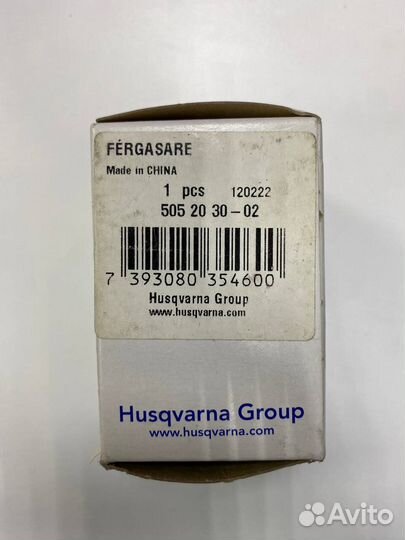 FÉRGASARE
Made in CHINA
1 pcs 120222
505 20 30-02
7 393080 354600
Husqvarna Group
www.husqvarna.com
Husqvarna Group
www.husqvarna.com
Avito